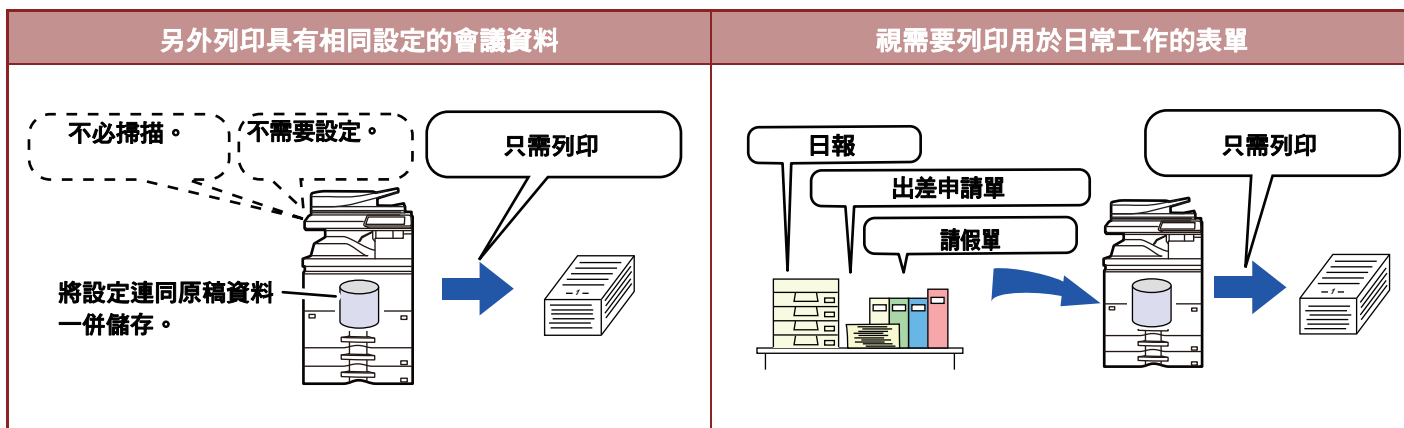 另外列印具有相同設定的會議資料
不必掃描。
不需要設定。
只需列印
將設定連同原稿資料
一併儲存。
視需要列印用於日常工作的表單
日報
出差申請單
請假單
只需列印